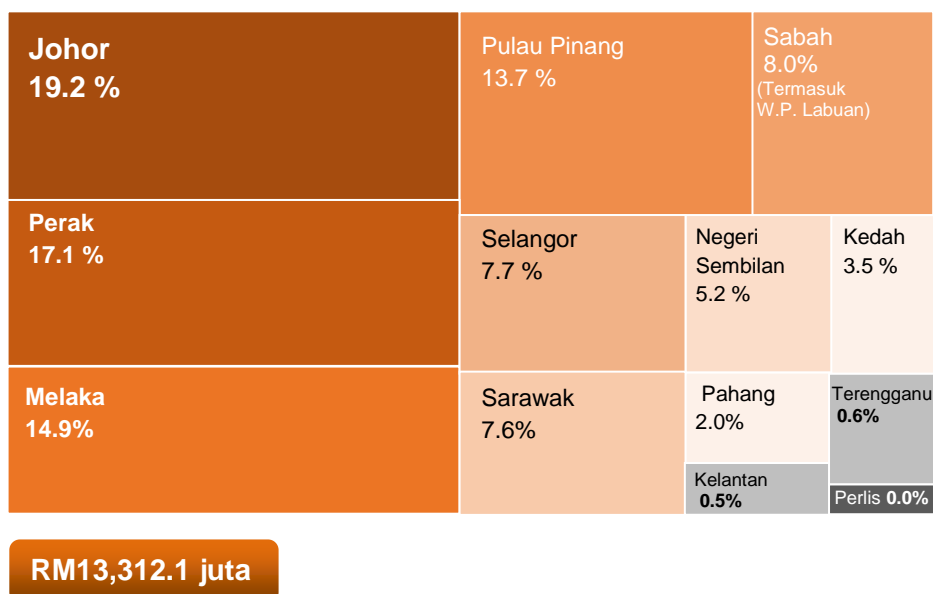 Johor
19.2 %
Perak
17.1 %
Melaka
14.9%
Pulau Pinang
13.7 %
Sabah
8.0%
(Termasuk
W.P. Labuan)
Selangor
7.7 %
Sarawak
7.6%
Negeri
Sembilan
5.2 %
Kedah
3.5 %
Pahang
2.0%
Terengganu
0.6%
Kelantan
0.5%
Perlis 0.0%
RM13,312.1 juta